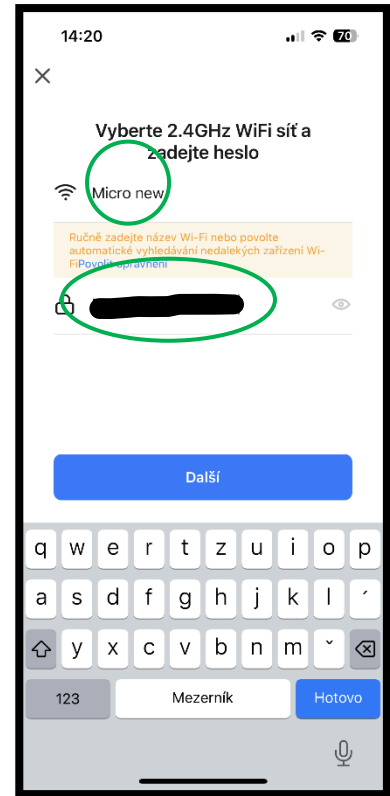 14:20
70
Vyberte 2.4GHz WiFi síť a
zadejte heslo
Micro new
Ručně zadejte název Wi-Fi nebo povolte
automatické vyhledávání nedalekých zařízení Wi-
FiPovolit oprávnění
Další
q w e r t z u i o p
a s d f g h j k l ´
y x c v b n m ˇ
123 Mezerník Hotovo